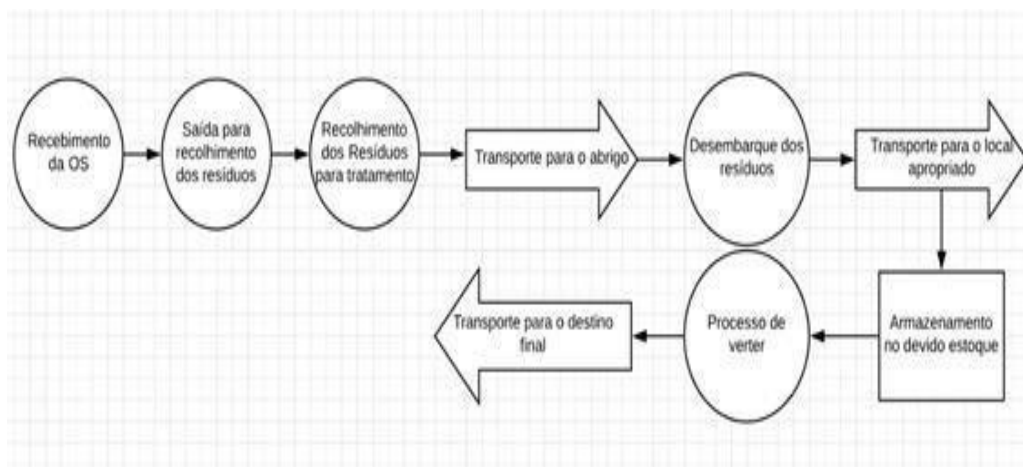 Recebimento
da OS
Saída para
recolhimento
dos resíduos
Recolhimento
dos Resíduos
para tratamento
Transporte para o abrigo
Desembarque dos
resíduos
Transporte para o local
apropriado
Armazenamento
no devido estoque
Processo de
verter
Transporte para o destino
final